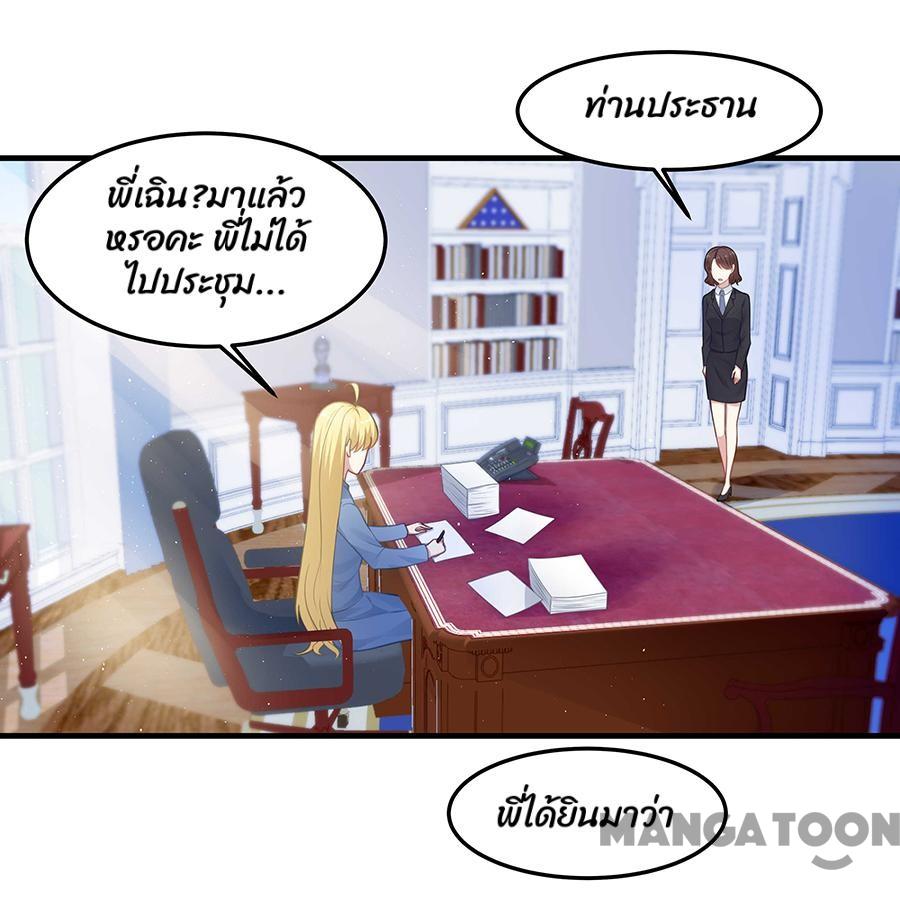 ท่านประธาน
พี่เฉิน?มาแล้ว
หรอคะ พี่ไม่ได้
ไปประชุม...
พี่ได้ยินมาว่า
MANGATOON